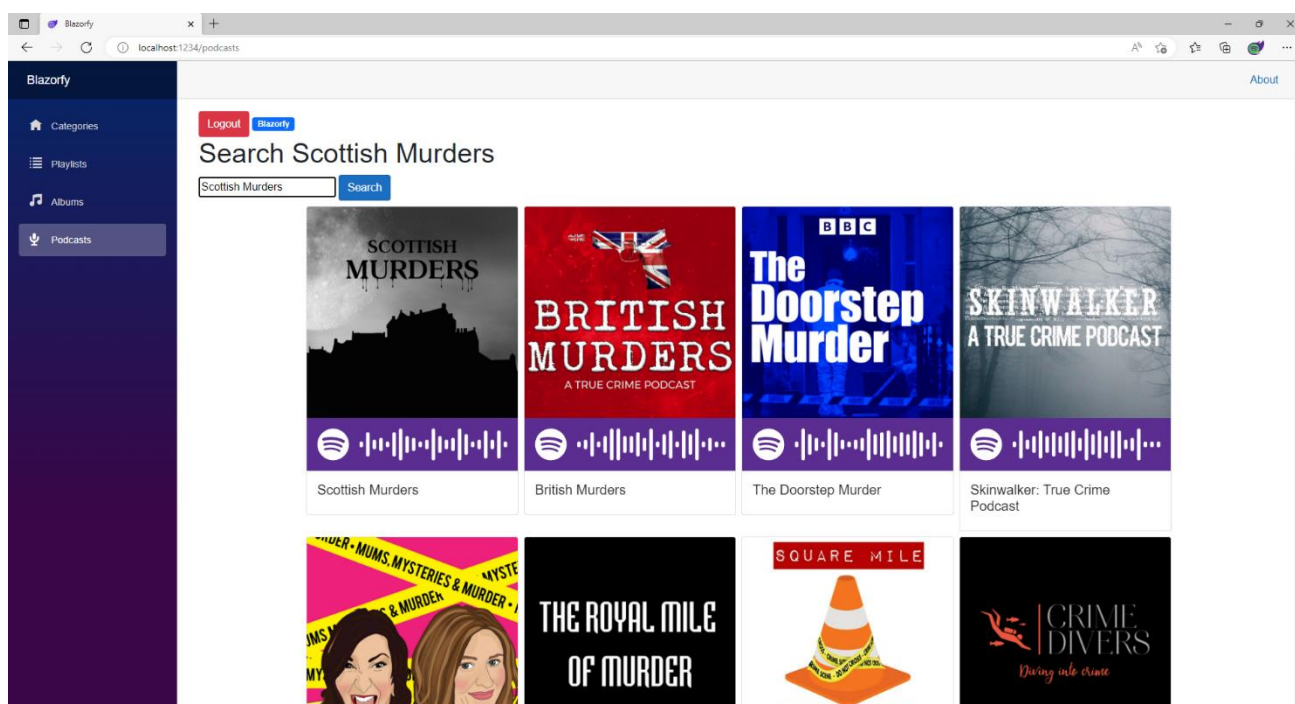 Blazorfy
localhost:1234/podcasts
Blazorfy
About
Categories
Playlists
Albums
Podcasts
Logout Blazorfy
Search Scottish Murders
Scottish Murders Search
SCOTTISH
MURDERS
BRITISH
MURDERS
A TRUE CRIME PODCAST
BBC
The
Doorstep
Murder
SKINWALKER
A TRUE CRIME PODCAST
Scottish Murders
British Murders
The Doorstep Murder
Skinwalker: True Crime
Podcast
MUMS, MYSTERIES & MURDER
& MURDER
THE ROYAL MILE
OF MURDER
SQUARE MILE
CRIME
DIVERS
Diving into crime